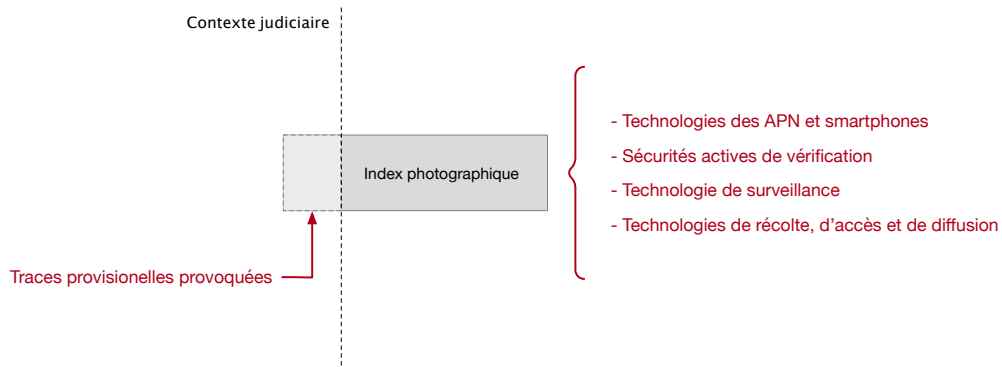 Contexte judiciaire
- Technologies des APN et smartphones
- Sécurités actives de vérification
Index photographique
- Technologie de surveillance
- Technologies de récolte, d’accès et de diffusion
Traces provisionelles provoquées